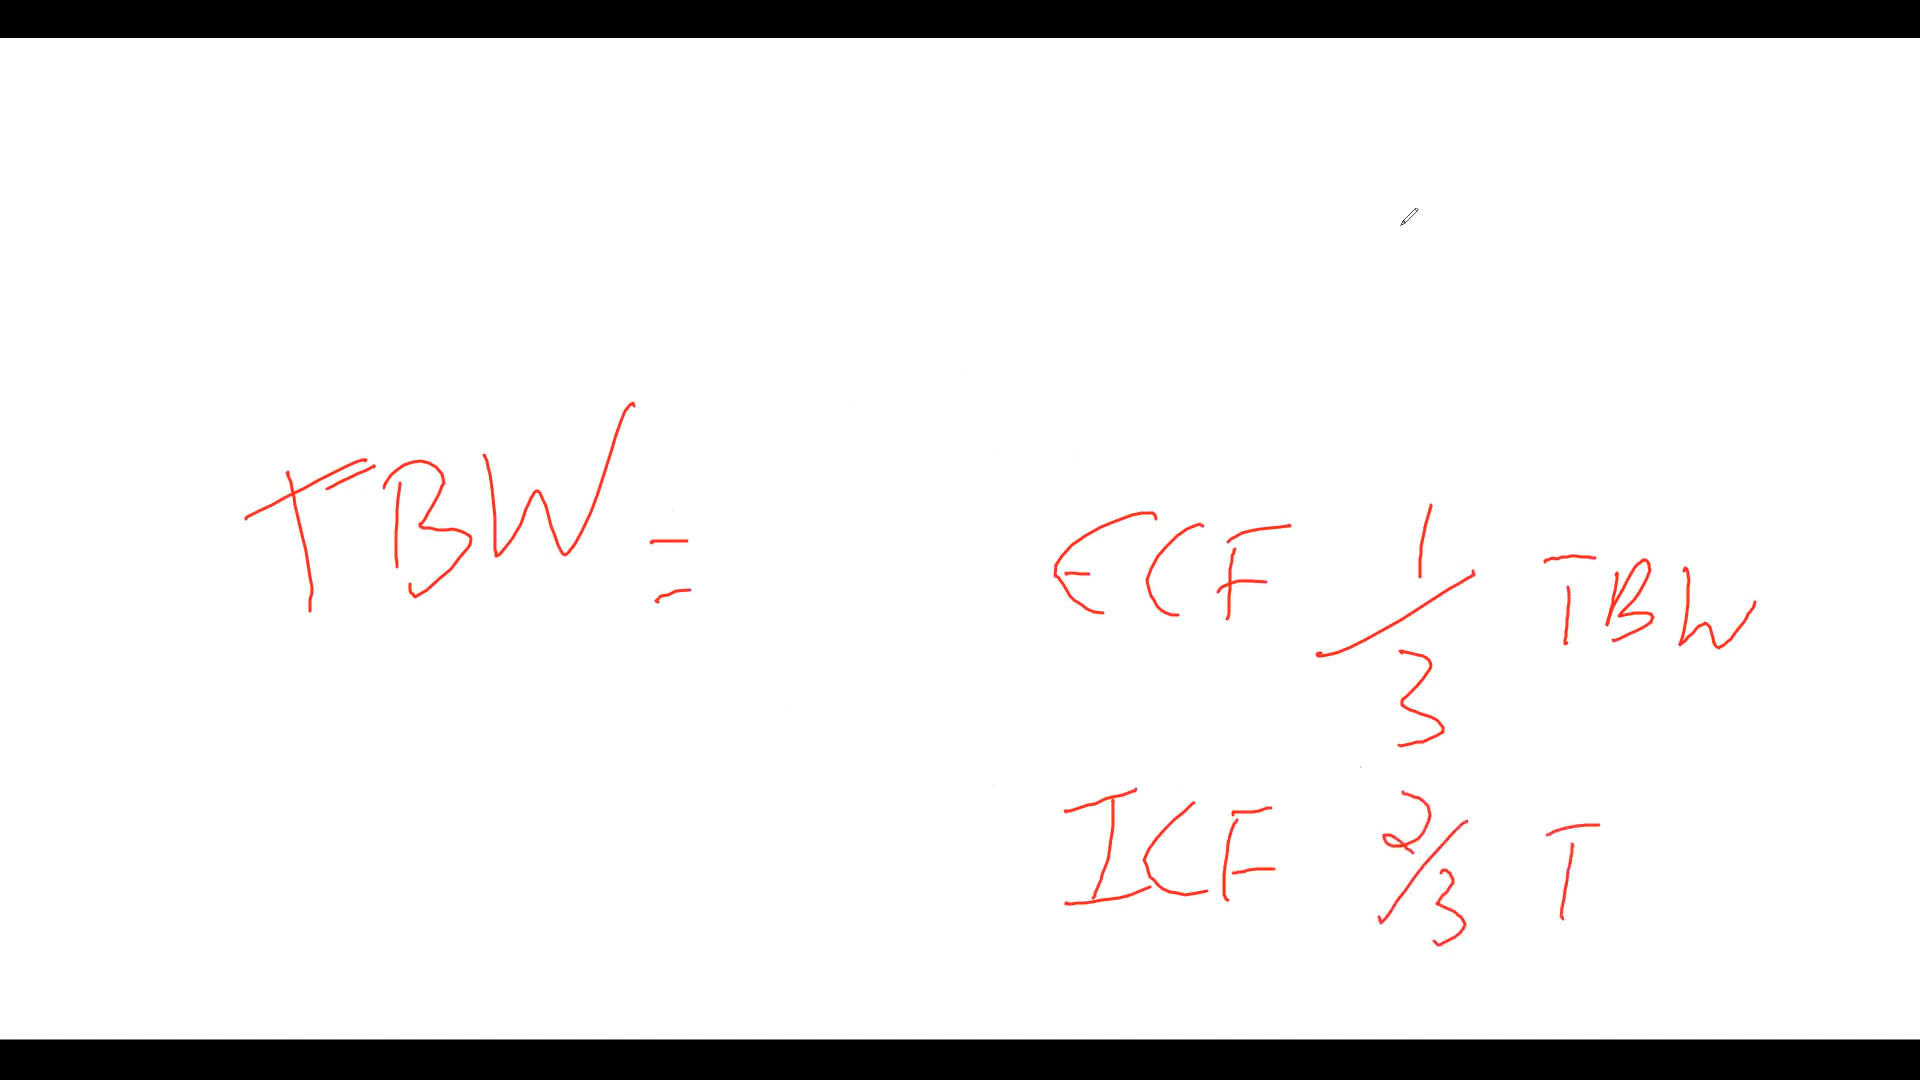 TBW =
ECF 1/3 TBW
ICF 2/3 T